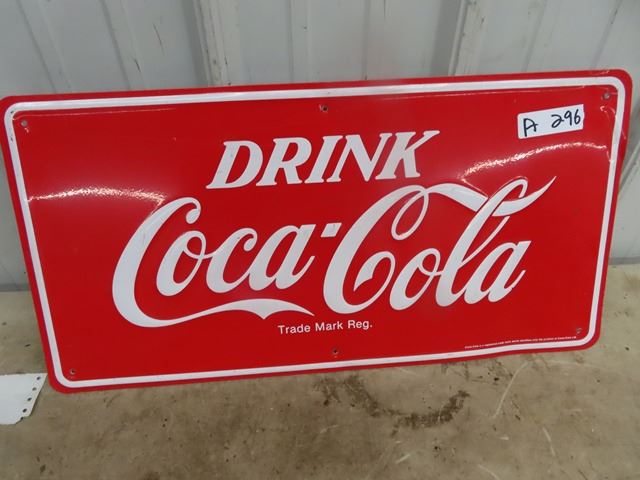 A 296
DRINK
Coca-Cola
Trade Mark Reg.